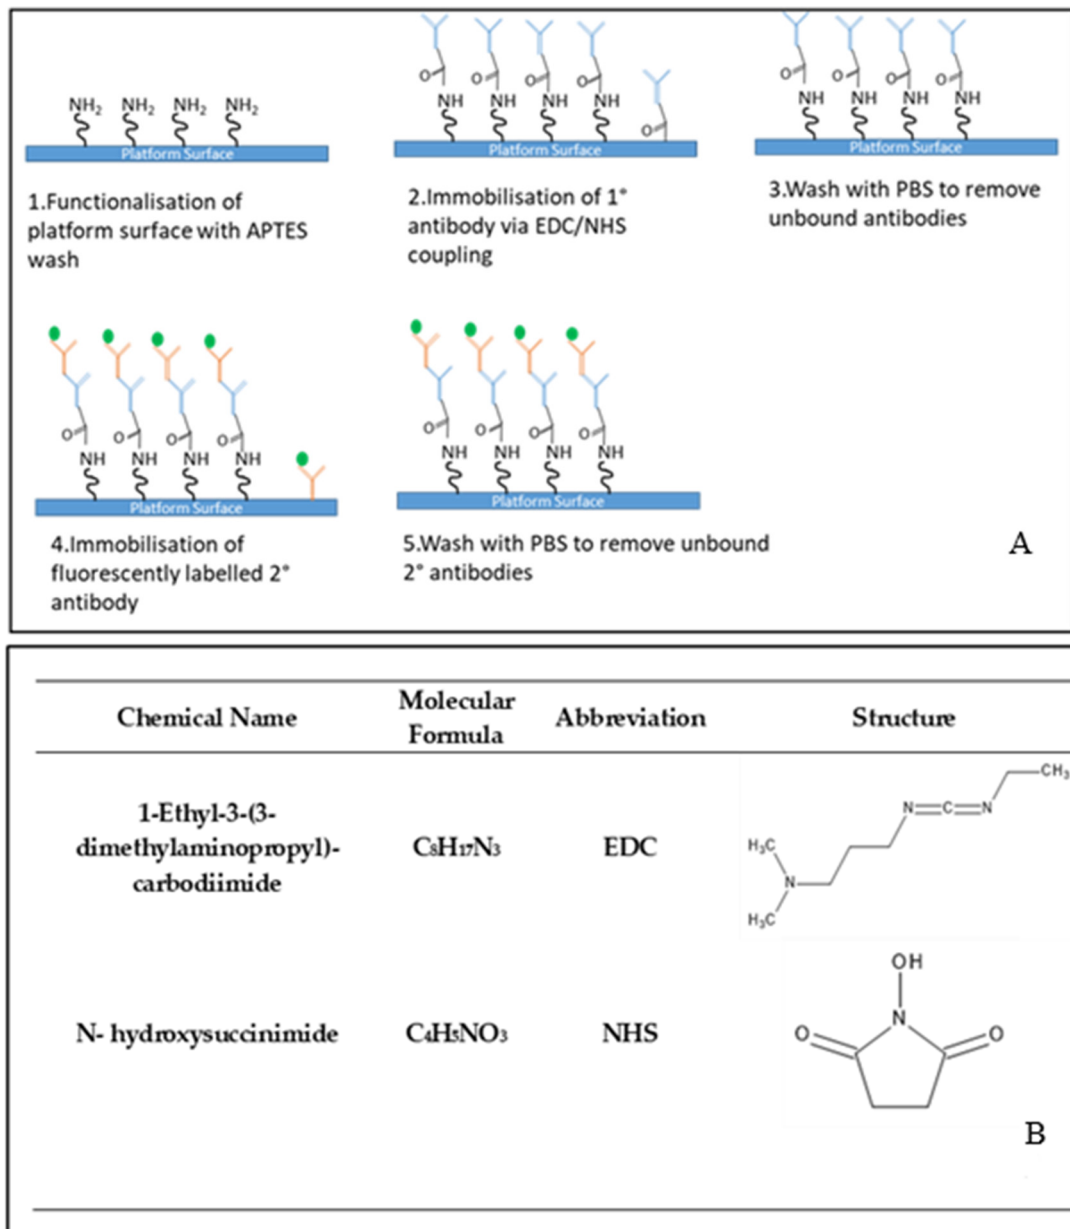 NH₂ NH₂ NH₂ NH₂
Platform Surface
1.Functionalisation of
platform surface with APTES
wash
O O O O
NH NH NH NH
O
Platform Surface
2.Immobilisation of 1°
antibody via EDC/NHS
coupling
O O O O
NH NH NH NH
Platform Surface
3.Wash with PBS to remove
unbound antibodies
O O O O
NH NH NH NH
Platform Surface
4.Immobilisation of
fluorescently labelled 2°
antibody
O O O O
NH NH NH NH
Platform Surface
5.Wash with PBS to remove unbound
2° antibodies
A
Chemical Name
Molecular
Formula
Abbreviation
Structure
1-Ethyl-3-(3-
dimethylaminopropyl)-
carbodiimide
C₈H₁₇N₃
EDC
CH₃
N C N
H₃C
N
H₃C
N- hydroxysuccinimide
C₄H₅NO₃
NHS
OH
N
O O
B